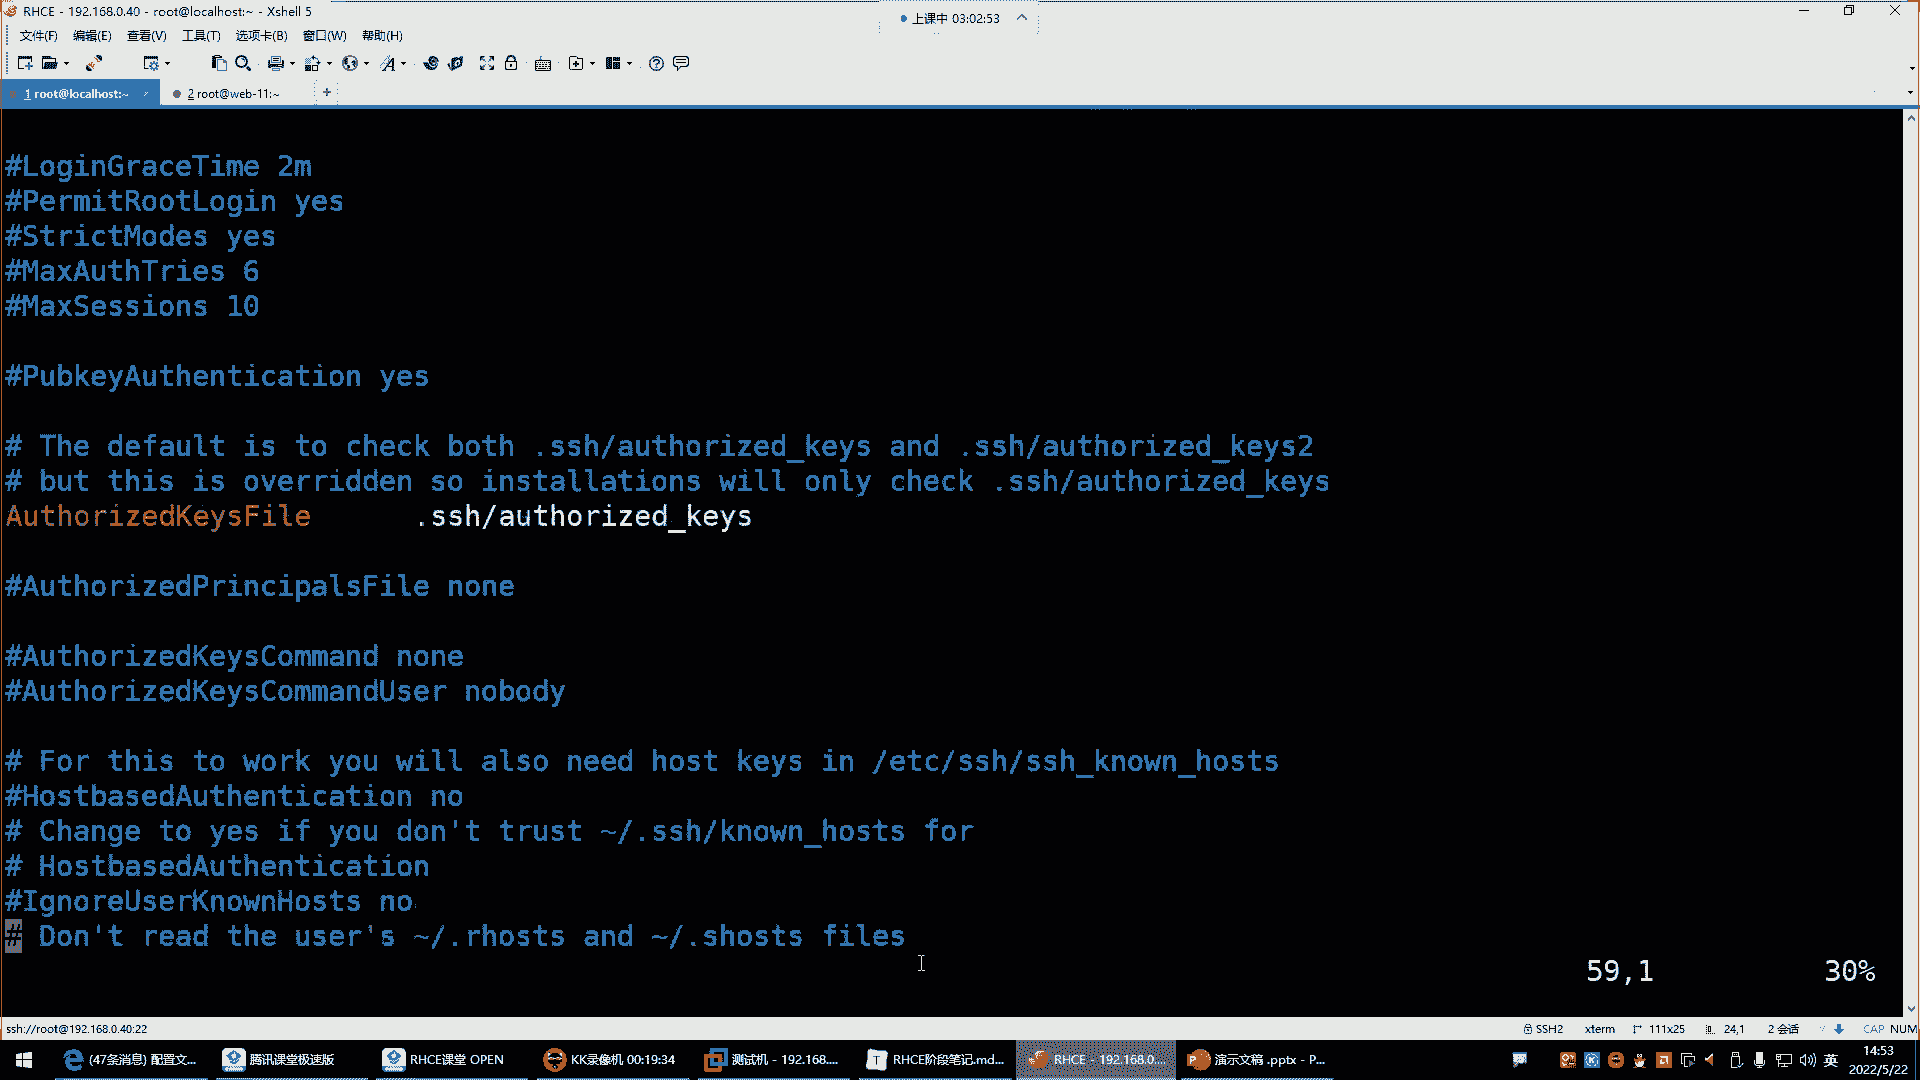 RHCE - 192.168.0.40 - root@localhost:~ - Xshell 5
上课中 03:02:53
文件(F) 编辑(E) 查看(V) 工具(T) 选项卡(B) 窗口(W) 帮助(H)
1 root@localhost:~
2 root@web-11:~
#LoginGraceTime 2m
#PermitRootLogin yes
#StrictModes yes
#MaxAuthTries 6
#MaxSessions 10
#PubkeyAuthentication yes
# The default is to check both .ssh/authorized_keys and .ssh/authorized_keys2
# but this is overridden so installations will only check .ssh/authorized_keys
AuthorizedKeysFile .ssh/authorized_keys
#AuthorizedPrincipalsFile none
#AuthorizedKeysCommand none
#AuthorizedKeysCommandUser nobody
# For this to work you will also need host keys in /etc/ssh/ssh_known_hosts
#HostbasedAuthentication no
# Change to yes if you don't trust ~/.ssh/known_hosts for
# HostbasedAuthentication
#IgnoreUserKnownHosts no
# Don't read the user's ~/.rhosts and ~/.shosts files
59,1 30%
ssh://root@192.168.0.40:22
SSH2 xterm 111x25 24,1 2 会话 CAP NUM
(47条消息) 配置文...
腾讯课堂极速版
RHCE课堂 OPEN
KK录像机 00:19:34
测试机 - 192.168....
RHCE阶段笔记.md...
RHCE - 192.168.0....
演示文稿 .pptx - P...
英
14:53
2022/5/22